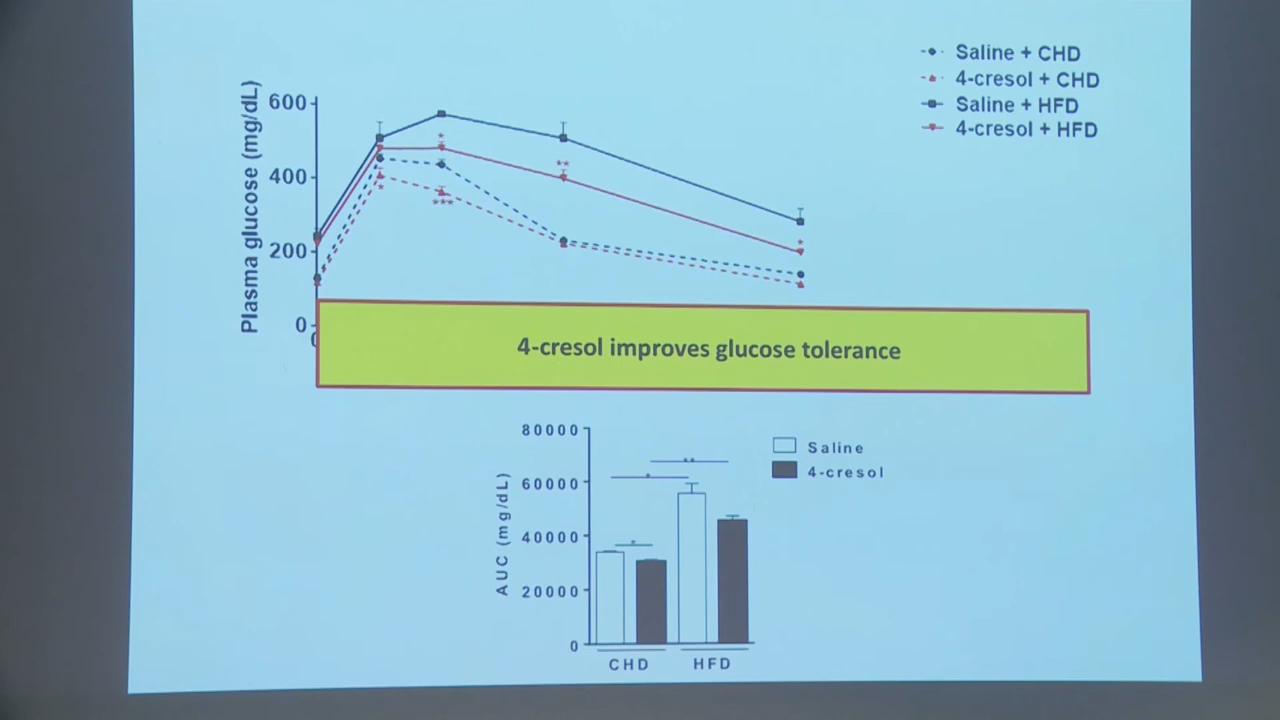 Saline + CHD
4-cresol + CHD
Saline + HFD
4-cresol + HFD
Plasma glucose (mg/dL)
600
400
200
0
*
**
*
***
*
4-cresol improves glucose tolerance
80000
60000
40000
20000
0
AUC (mg/dL)
Saline
4-cresol
**
*
*
CHD
HFD